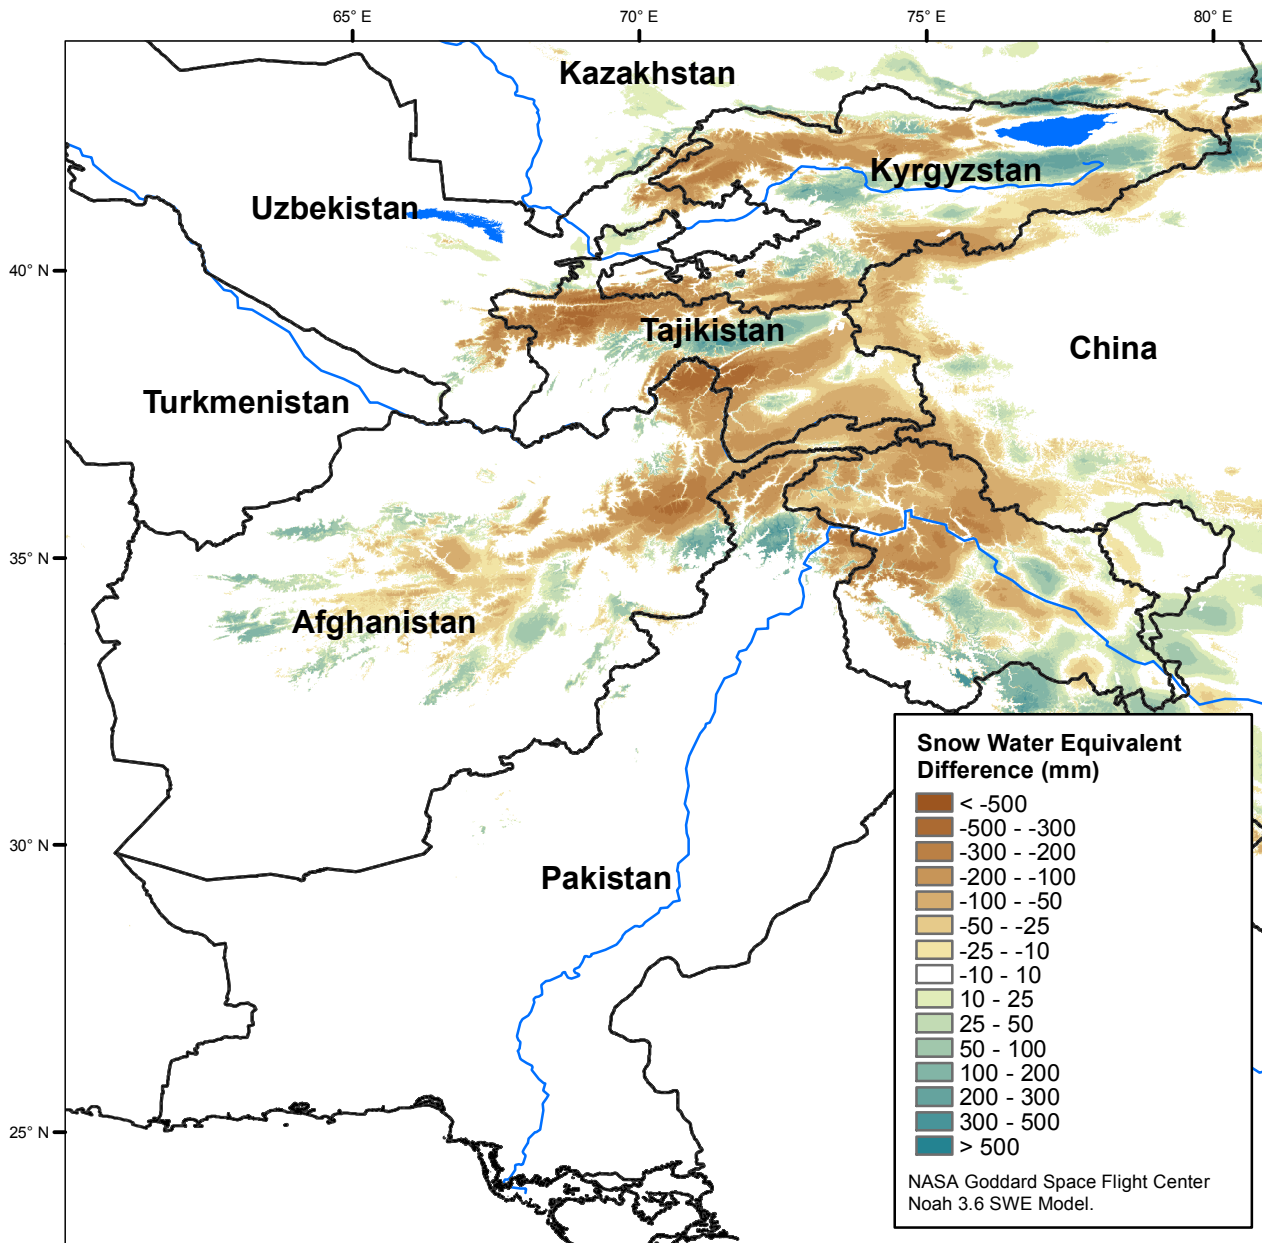 65° E
70° E
75° E
80° E
Kazakhstan
Kyrgyzstan
Uzbekistan
40° N
Tajikistan
China
Turkmenistan
35° N
Afghanistan
30° N
Pakistan
25° N
Snow Water Equivalent
Difference (mm)
< -500
-500 - -300
-300 - -200
-200 - -100
-100 - -50
-50 - -25
-25 - -10
-10 - 10
10 - 25
25 - 50
50 - 100
100 - 200
200 - 300
300 - 500
> 500
NASA Goddard Space Flight Center
Noah 3.6 SWE Model.